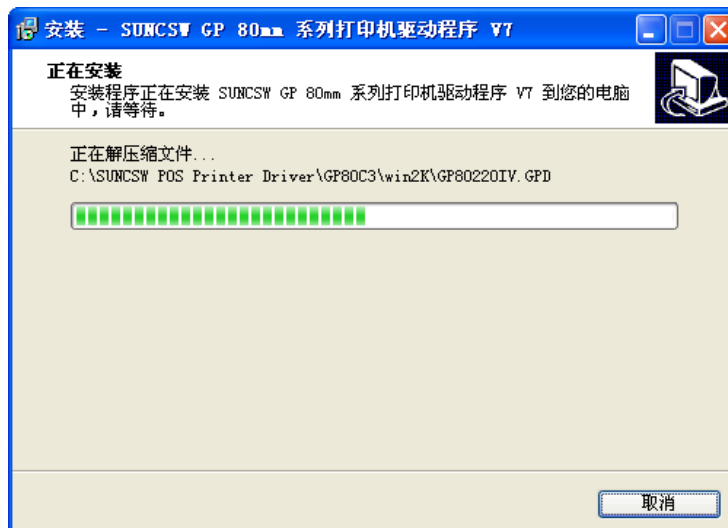 安装 - SUNCSW GP 80mm 系列打印机驱动程序 V7
正在安装
安装程序正在安装 SUNCSW GP 80mm 系列打印机驱动程序 V7 到您的电脑
中，请等待。
正在解压缩文件...
C:\SUNCSW POS Printer Driver\GP80C3\win2K\GP80220IV.GPD
取消